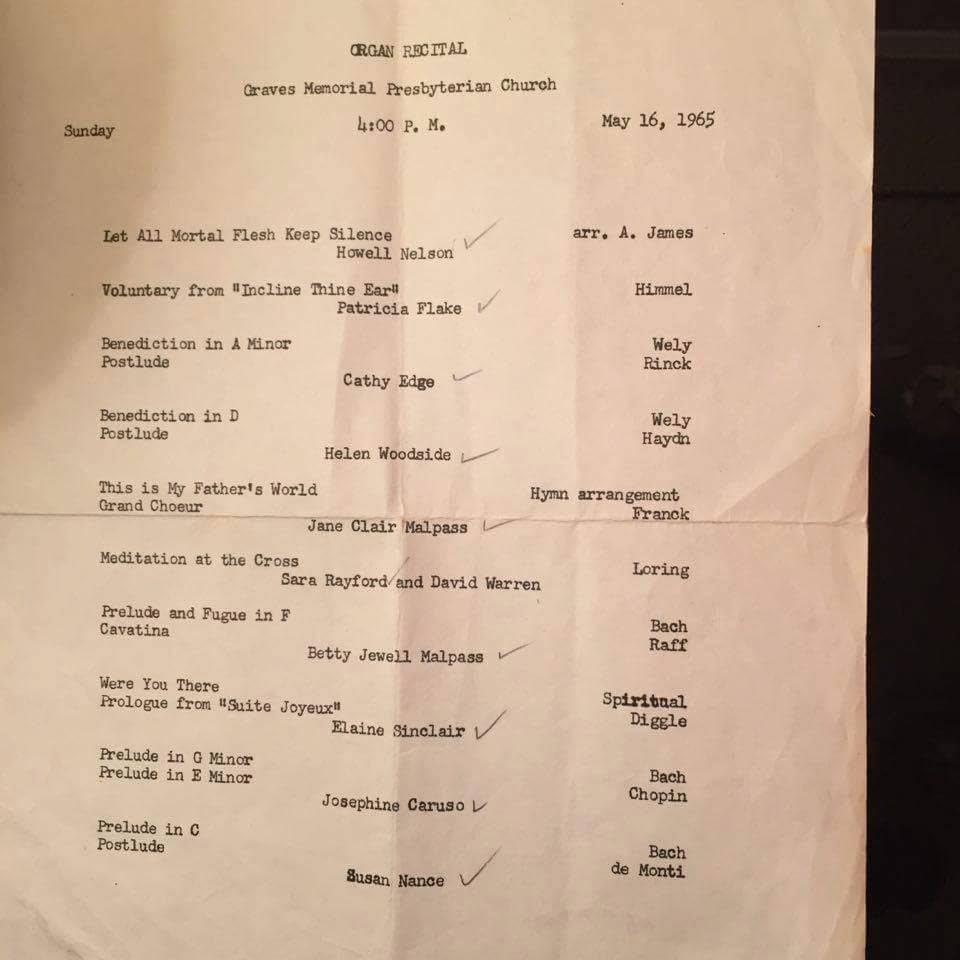 ORGAN RECITAL
Graves Memorial Presbyterian Church
Sunday 4:00 P. M. May 16, 1965
Let All Mortal Flesh Keep Silence arr. A. James
Howell Nelson
Voluntary from "Incline Thine Ear" Himmel
Patricia Flake
Benediction in A Minor Wely
Postlude Rinck
Cathy Edge
Benediction in D Wely
Postlude Haydn
Helen Woodside
This is My Father's World Hymn arrangement
Grand Choeur Franck
Jane Clair Malpass
Meditation at the Cross Loring
Sara Rayford and David Warren
Prelude and Fugue in F Bach
Cavatina Raff
Betty Jewell Malpass
Were You There Spiritual
Prologue from "Suite Joyeux" Diggle
Elaine Sinclair
Prelude in G Minor Bach
Prelude in E Minor Chopin
Josephine Caruso
Prelude in C Bach
Postlude de Monti
Susan Nance